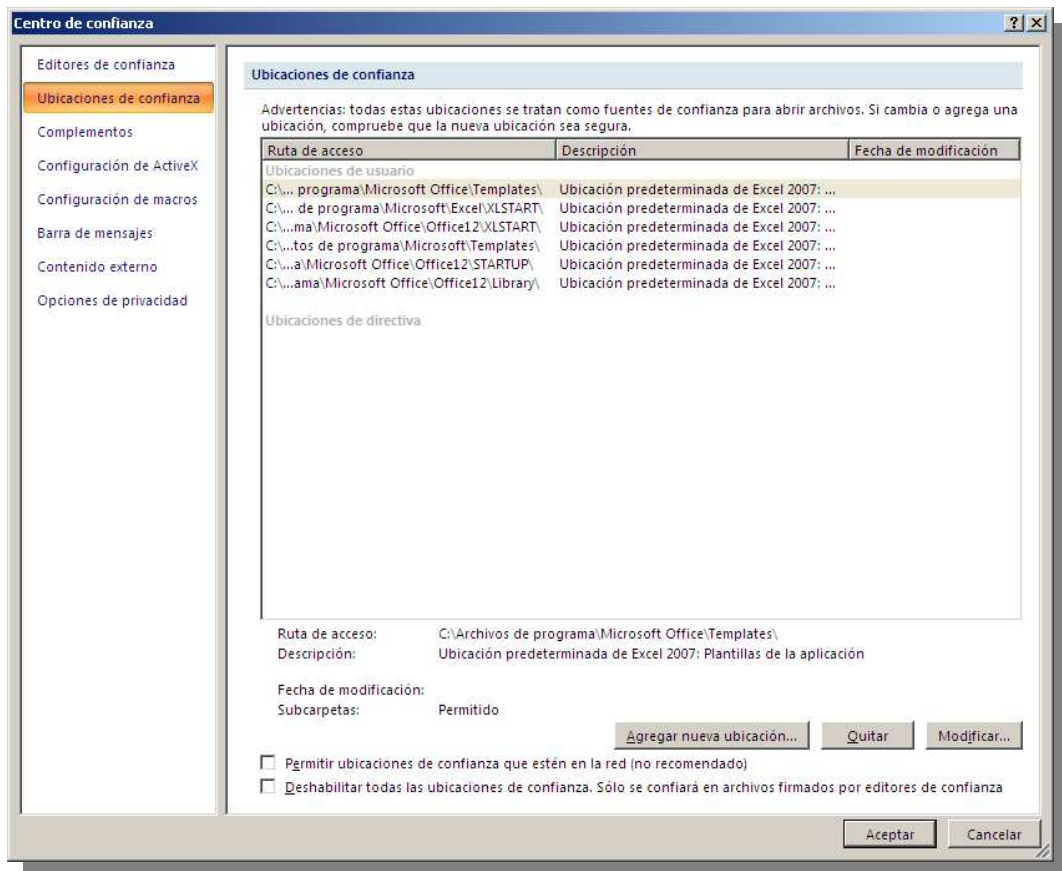 Centro de confianza
Editores de confianza
Ubicaciones de confianza
Complementos
Configuración de ActiveX
Configuración de macros
Barra de mensajes
Contenido externo
Opciones de privacidad
Ubicaciones de confianza
Advertencias: todas estas ubicaciones se tratan como fuentes de confianza para abrir archivos. Si cambia o agrega una
ubicación, compruebe que la nueva ubicación sea segura.
Ruta de acceso Descripción Fecha de modificación
Ubicaciones de usuario
C:\... programa\Microsoft Office\Templates\ Ubicación predeterminada de Excel 2007: ...
C:\... de programa\Microsoft\Excel\XLSTART\ Ubicación predeterminada de Excel 2007: ...
C:\...ma\Microsoft Office\Office12\XLSTART\ Ubicación predeterminada de Excel 2007: ...
C:\...tos de programa\Microsoft\Templates\ Ubicación predeterminada de Excel 2007: ...
C:\...a\Microsoft Office\Office12\STARTUP\ Ubicación predeterminada de Excel 2007: ...
C:\...ama\Microsoft Office\Office12\Library\ Ubicación predeterminada de Excel 2007: ...
Ubicaciones de directiva
Ruta de acceso: C:\Archivos de programa\Microsoft Office\Templates\
Descripción: Ubicación predeterminada de Excel 2007: Plantillas de la aplicación
Fecha de modificación:
Subcarpetas: Permitido
Agregar nueva ubicación... Quitar Modificar...
Permitir ubicaciones de confianza que estén en la red (no recomendado)
Deshabilitar todas las ubicaciones de confianza. Sólo se confiará en archivos firmados por editores de confianza
Aceptar Cancelar